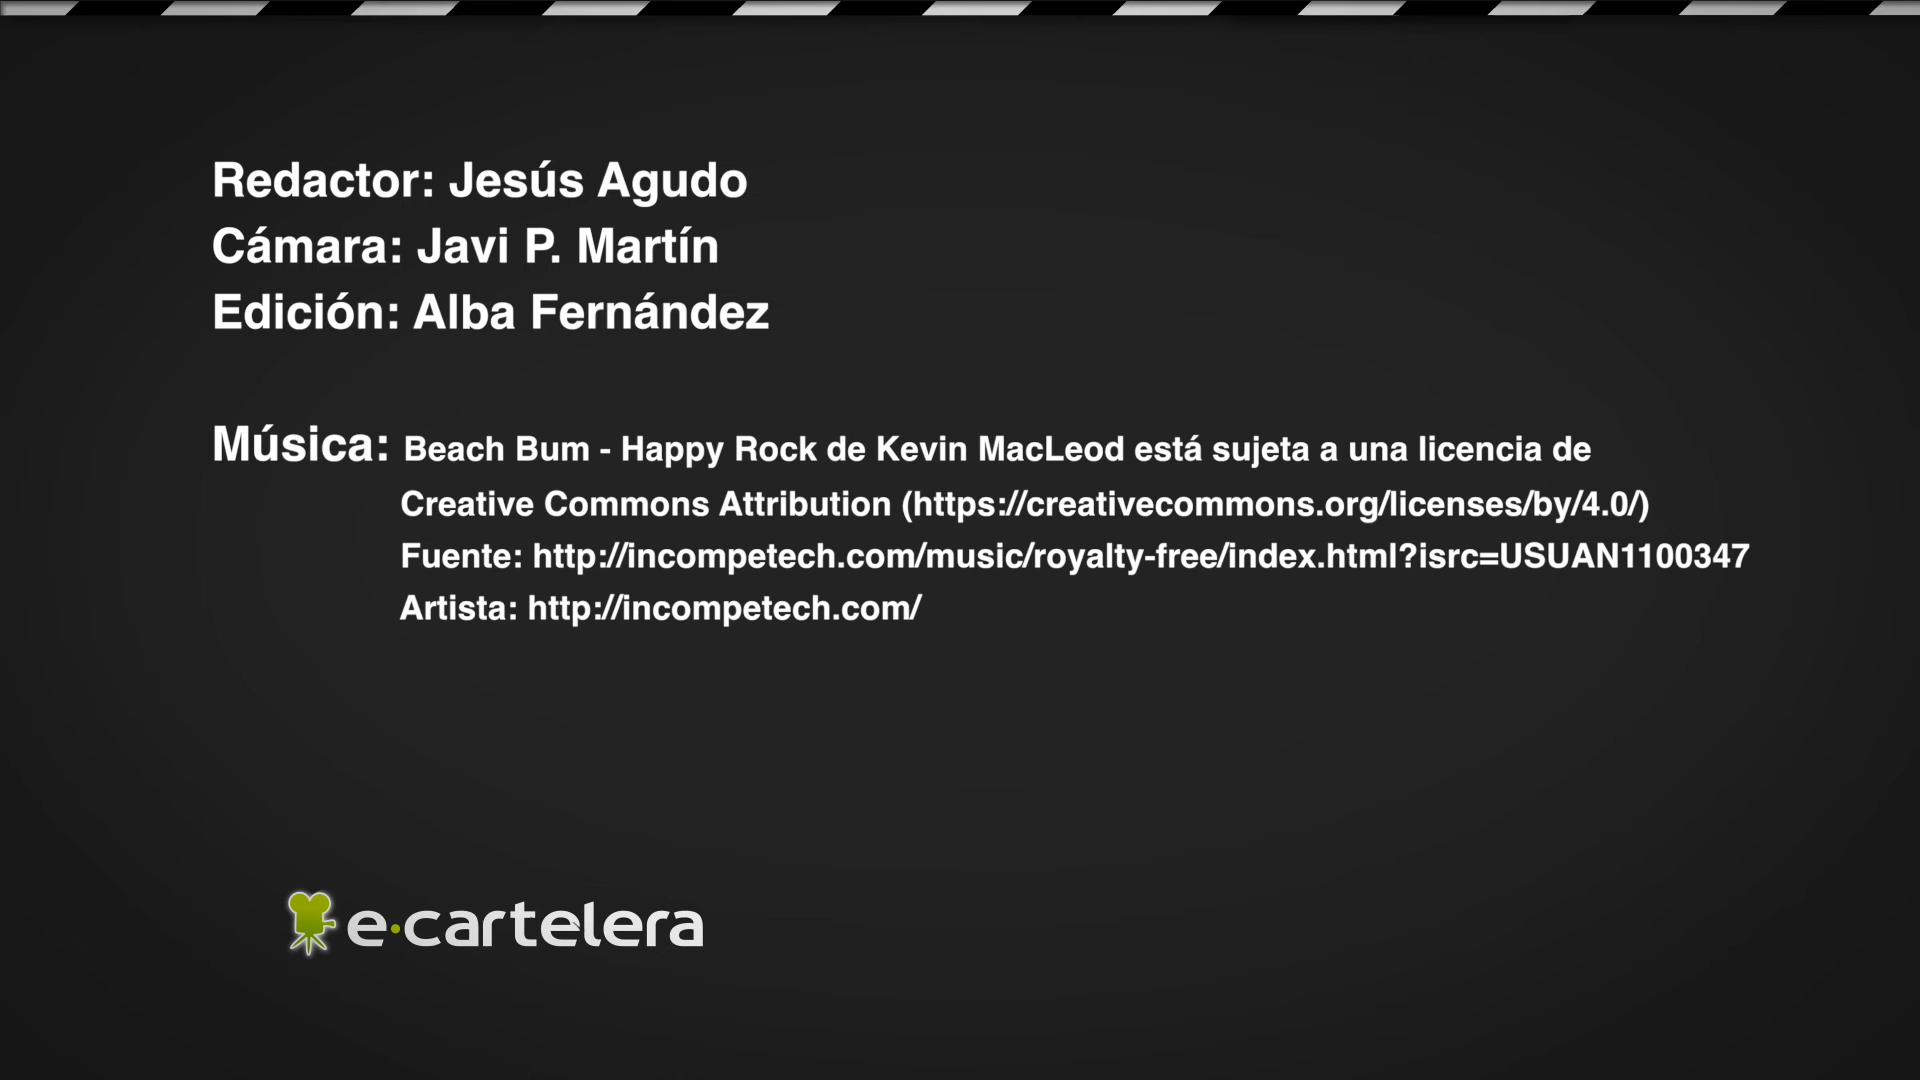 Redactor: Jesús Agudo
Cámara: Javi P. Martín
Edición: Alba Fernández
Música: Beach Bum - Happy Rock de Kevin MacLeod está sujeta a una licencia de
Creative Commons Attribution (https://creativecommons.org/licenses/by/4.0/)
Fuente: http://incompetech.com/music/royalty-free/index.html?isrc=USUAN1100347
Artista: http://incompetech.com/
e·cartelera